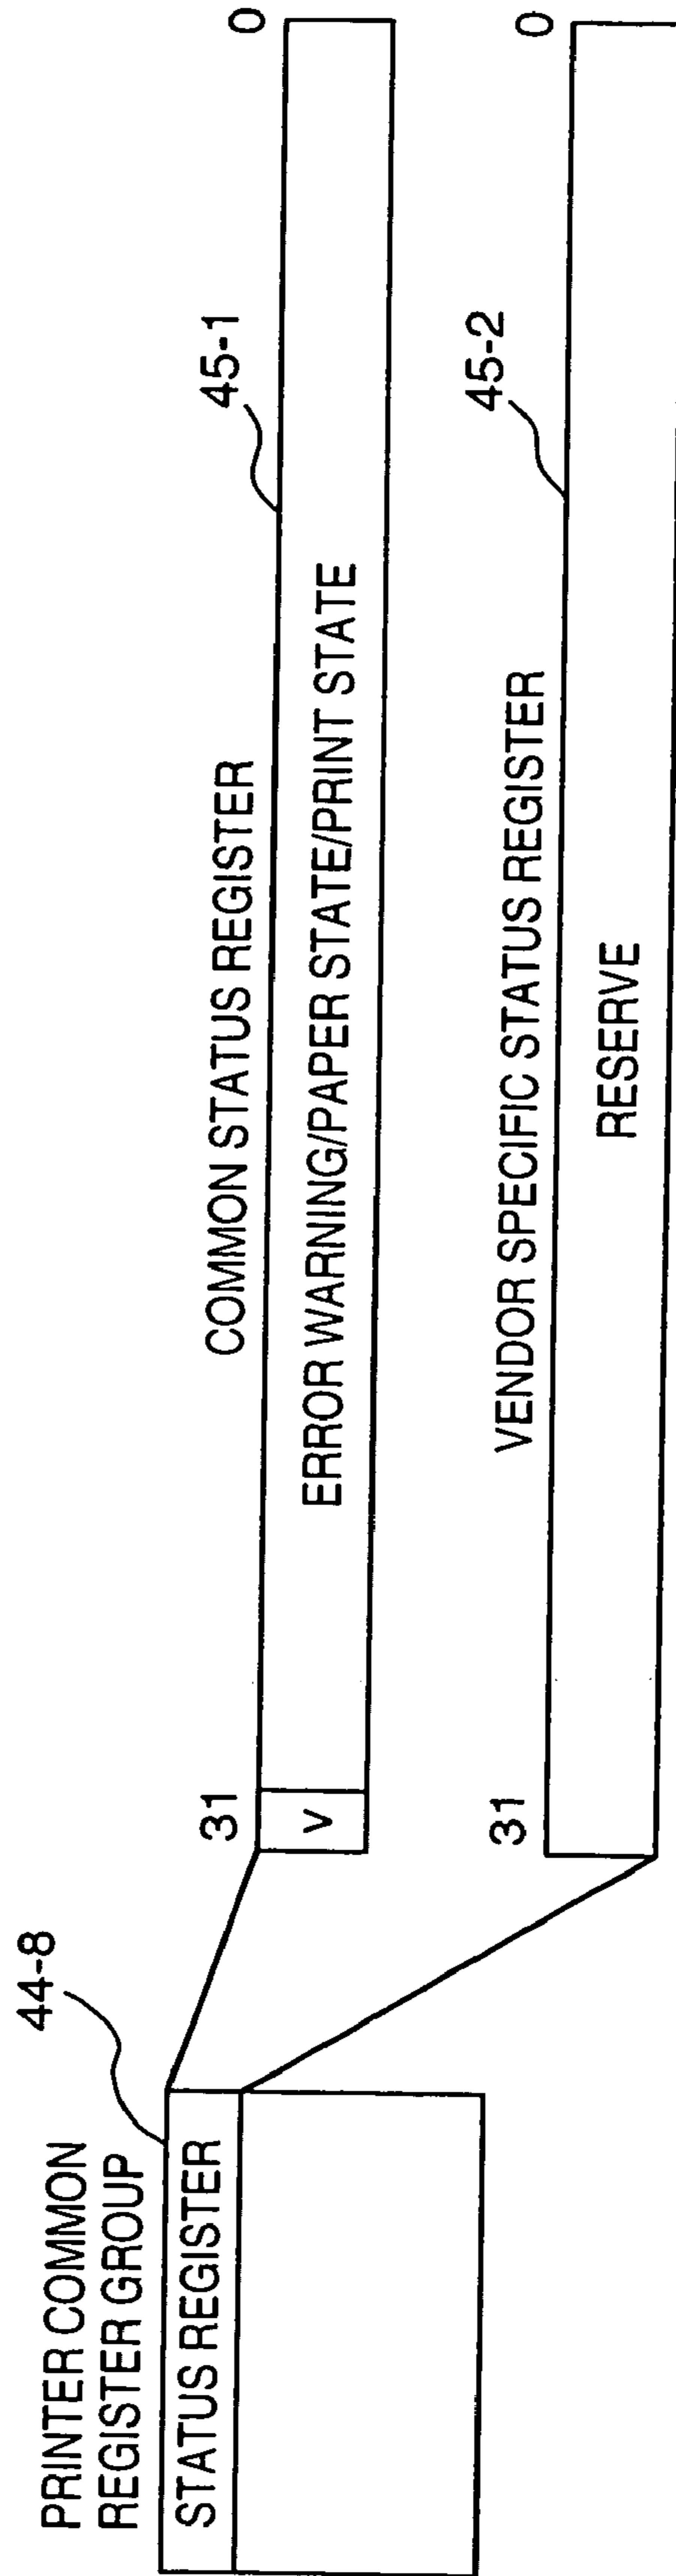 PRINTER COMMON
REGISTER GROUP
44-8
STATUS REGISTER
COMMON STATUS REGISTER
45-1
31
0
V
ERROR WARNING/PAPER STATE/PRINT STATE
VENDOR SPECIFIC STATUS REGISTER
45-2
31
0
RESERVE